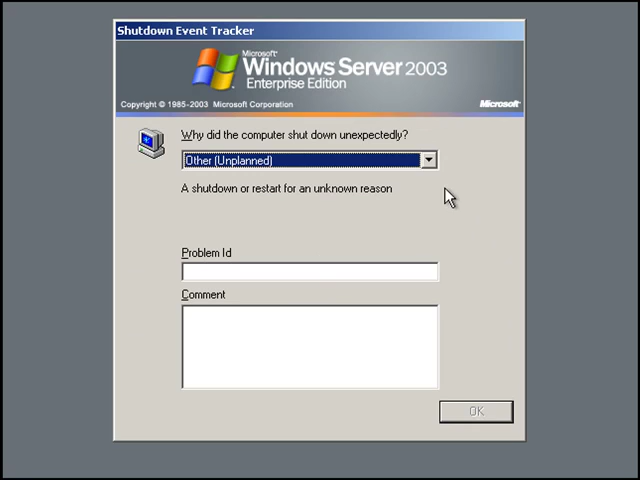 Shutdown Event Tracker
Microsoft®
Windows Server 2003
Enterprise Edition
Copyright © 1985-2003 Microsoft Corporation
Microsoft®
Why did the computer shut down unexpectedly?
Other (Unplanned)
A shutdown or restart for an unknown reason
Problem Id
Comment
OK